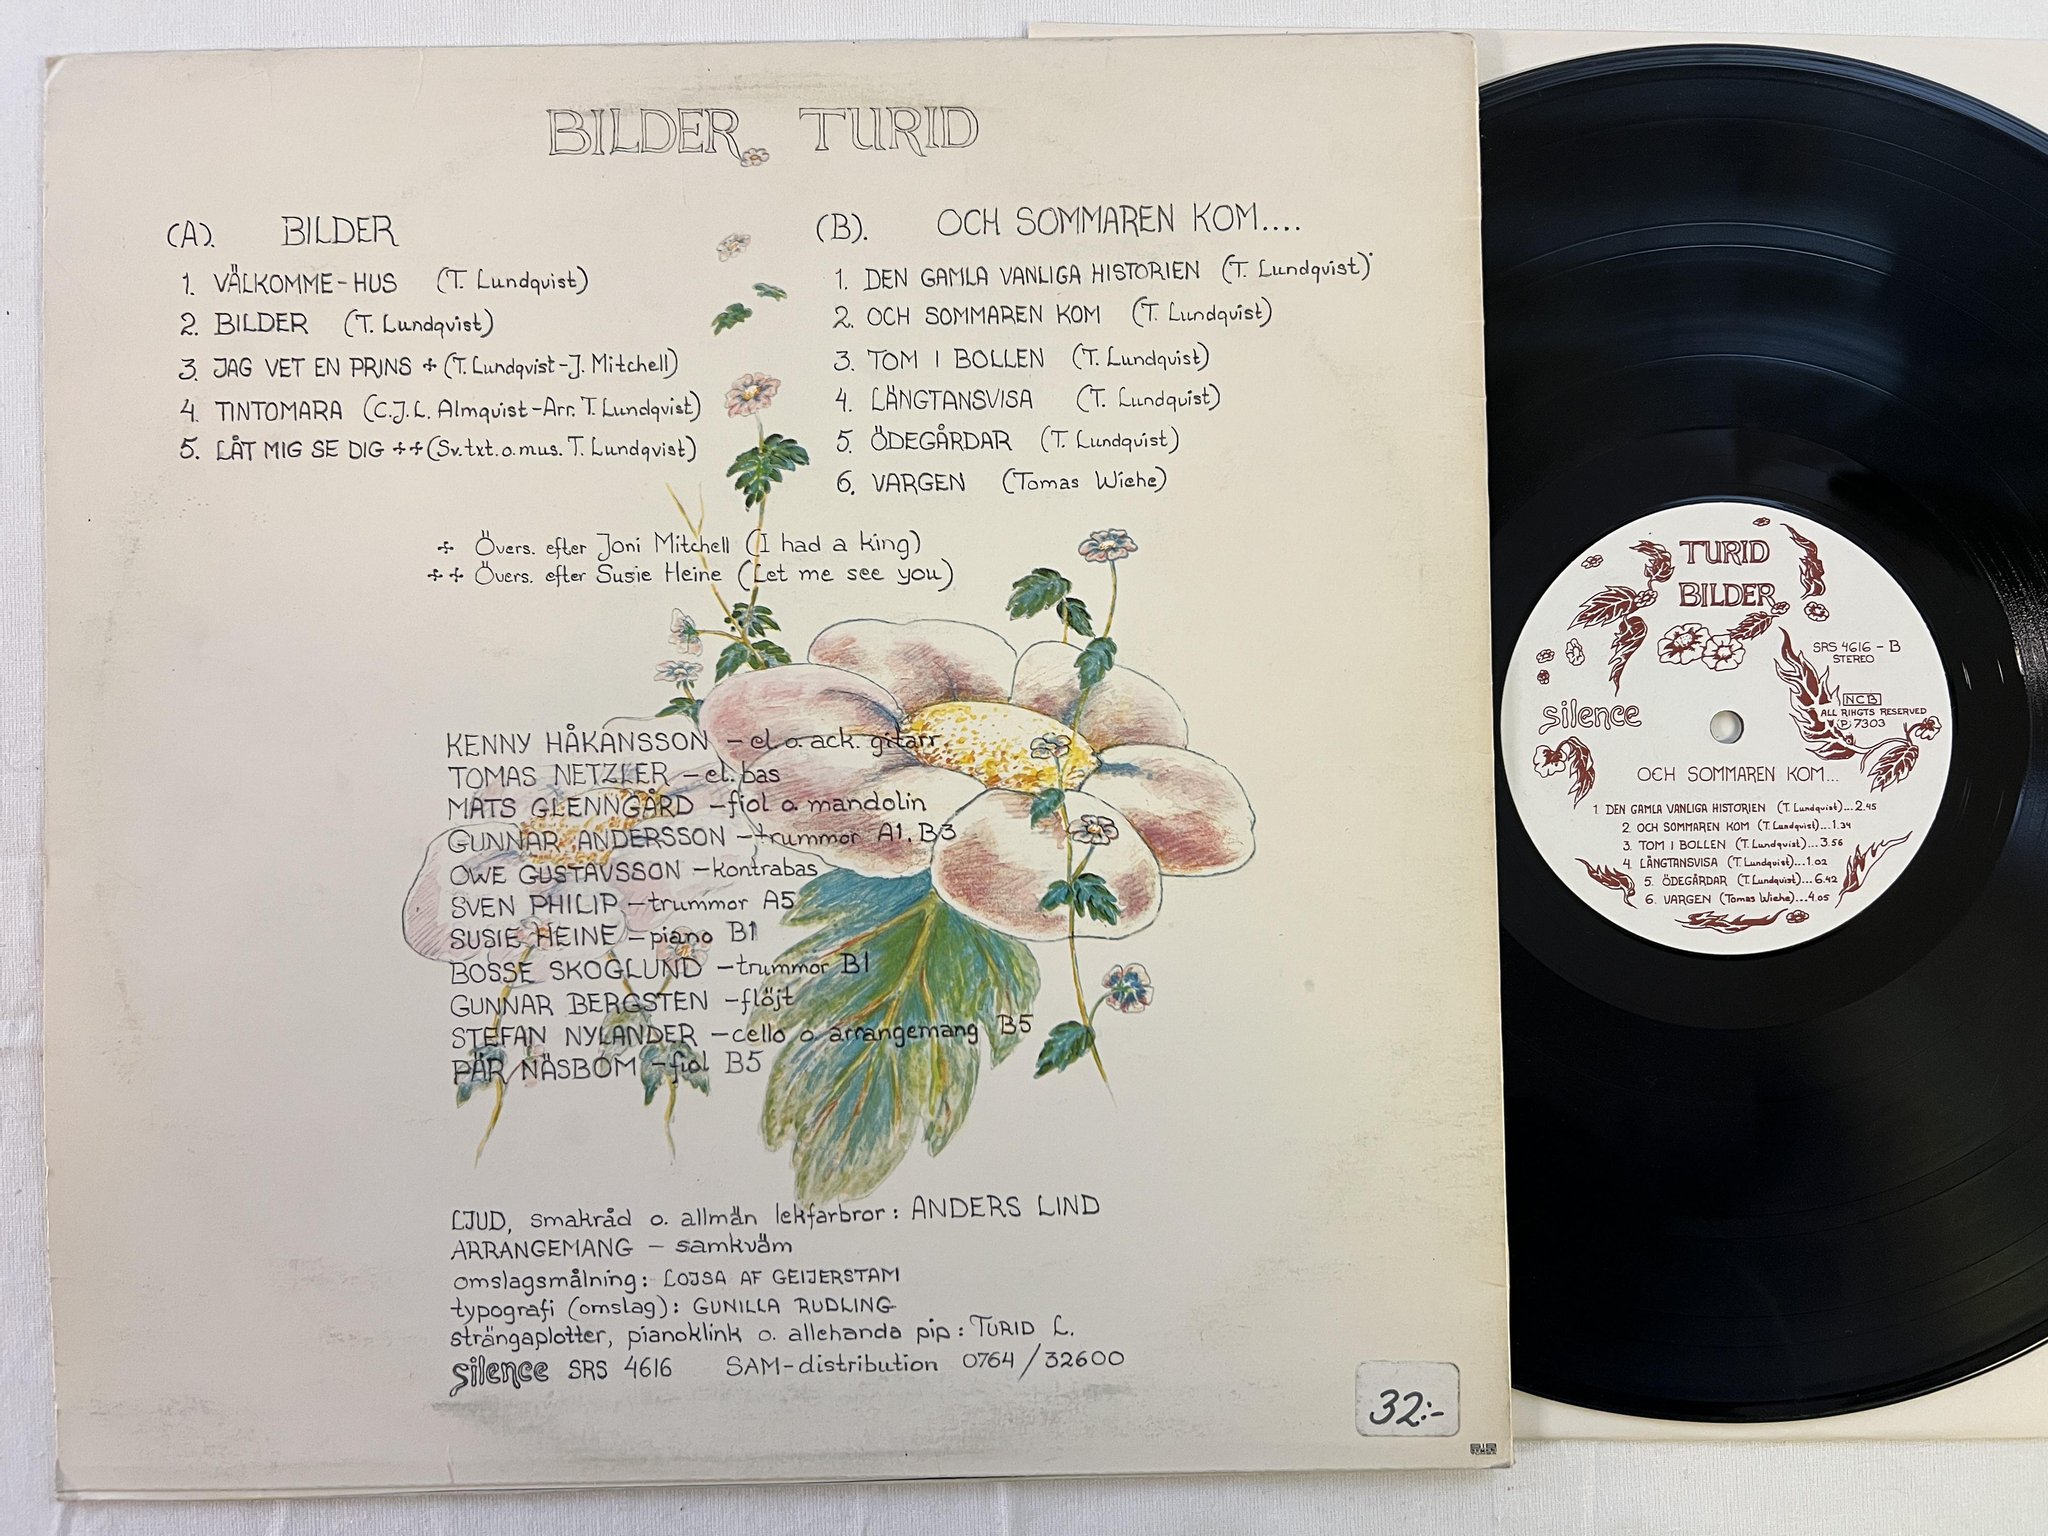 BILDER TURID
(A). BILDER
1. VÄLKOMME-HUS (T. Lundqvist)
2. BILDER (T. Lundqvist)
3. JAG VET EN PRINS + (T. Lundqvist-J. Mitchell)
4. TINTOMARA (C.J.L. Almquist-Arr. T. Lundqvist)
5. LÅT MIG SE DIG ++ (Sv. txt. o. mus. T. Lundqvist)
(B). OCH SOMMAREN KOM....
1. DEN GAMLA VANLIGA HISTORIEN (T. Lundqvist)
2. OCH SOMMAREN KOM (T. Lundqvist)
3. TOM I BOLLEN (T. Lundqvist)
4. LÄNGTANSVISA (T. Lundqvist)
5. ÖDEGÅRDAR (T. Lundqvist)
6. VARGEN (Tomas Wiehe)
+ Övers. efter Joni Mitchell (I had a king)
++ Övers. efter Susie Heine (Let me see you)
KENNY HÅKANSSON – el o. ack. gitarr
TOMAS NETZLER – el. bas
MATS GLENNGÅRD – fiol o. mandolin
GUNNAR ANDERSSON – trummor A1, B3
OWE GUSTAVSSON – kontrabas
SVEN PHILIP – trummor A5
SUSIE HEINE – piano B1
BOSSE SKOGLUND – trummor B1
GUNNAR BERGSTEN – flöjt
STEFAN NYLANDER – cello o. arrangemang B5
PÄR NÄSBOM – fiol B5
LJUD, smakråd o. allmän lekfarbror: ANDERS LIND
ARRANGEMANG – samkväm
omslagsmålning: LOJSA AF GEIJERSTAM
typografi (omslag): GUNILLA RUDLING
strängaplotter, pianoklink o. allehanda pip: TURID L.
silence SRS 4616 SAM-distribution 0764/32600
32:-
TURID
BILDER
SRS 4616 - B
STEREO
silence
NCB
ALL RIHGTS RESERVED
(P) 7303
OCH SOMMAREN KOM...
1 DEN GAMLA VANLIGA HISTORIEN (T. Lundqvist)...2.45
2. OCH SOMMAREN KOM (T. Lundqvist)...1.34
3. TOM I BOLLEN (T. Lundqvist)...3.56
4. LÄNGTANSVISA (T. Lundqvist)...1.02
5. ÖDEGÅRDAR (T. Lundqvist)...6.42
6. VARGEN (Tomas Wiehe)...4.05